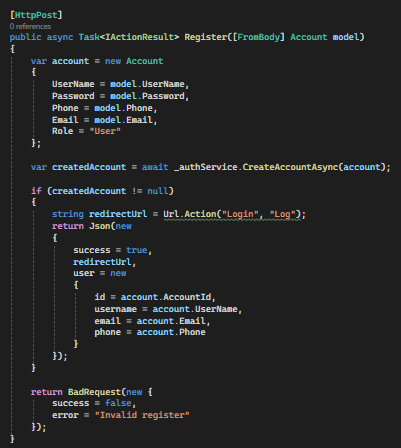 [HttpPost]
0 references
public async Task<IActionResult> Register([FromBody] Account model)
{
var account = new Account
{
UserName = model.UserName,
Password = model.Password,
Phone = model.Phone,
Email = model.Email,
Role = "User"
};
var createdAccount = await _authService.CreateAccountAsync(account);
if (createdAccount != null)
{
string redirectUrl = Url.Action("Login", "Log");
return Json(new
{
success = true,
redirectUrl,
user = new
{
id = account.AccountId,
username = account.UserName,
email = account.Email,
phone = account.Phone
}
});
}
return BadRequest(new {
success = false,
error = "Invalid register"
});
}